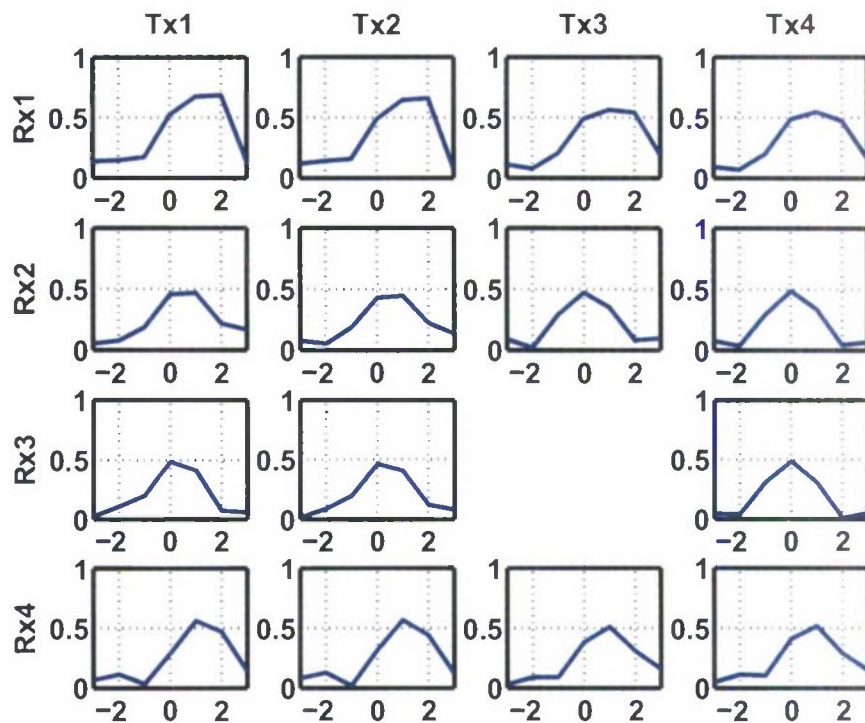 Tx1 Tx2 Tx3 Tx4
Rx1
1 1 1 1
0.5 0.5 0.5 0.5
0 0 0 0
−2 0 2 −2 0 2 −2 0 2 −2 0 2
Rx2
1 1 1 1
0.5 0.5 0.5 0.5
0 0 0 0
−2 0 2 −2 0 2 −2 0 2 −2 0 2
Rx3
1 1 1
0.5 0.5 0.5
0 0 0
−2 0 2 −2 0 2 −2 0 2
Rx4
1 1 1 1
0.5 0.5 0.5 0.5
0 0 0 0
−2 0 2 −2 0 2 −2 0 2 −2 0 2